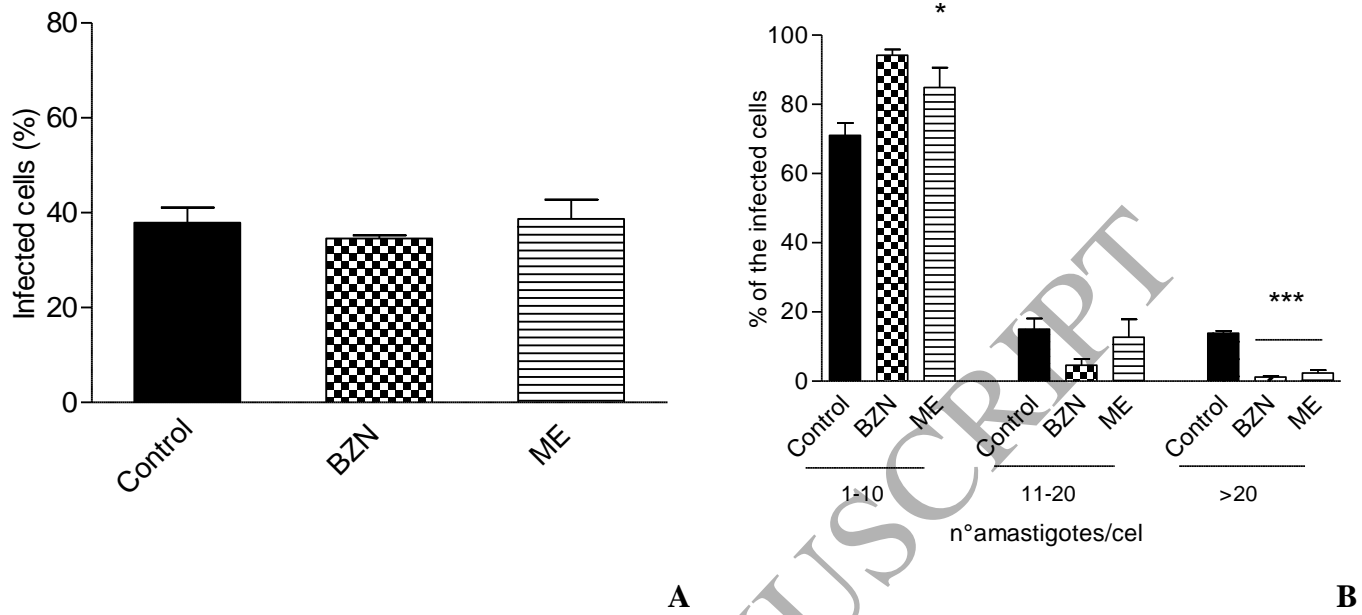 80
60
40
20
0
Infected cells (%)
Control
BZN
ME
A
*
100
80
60
40
20
0
% of the infected cells
***
Control
BZN
ME
Control
BZN
ME
Control
BZN
ME
1-10
11-20
>20
n°amastigotes/cel
B
USCRIPT